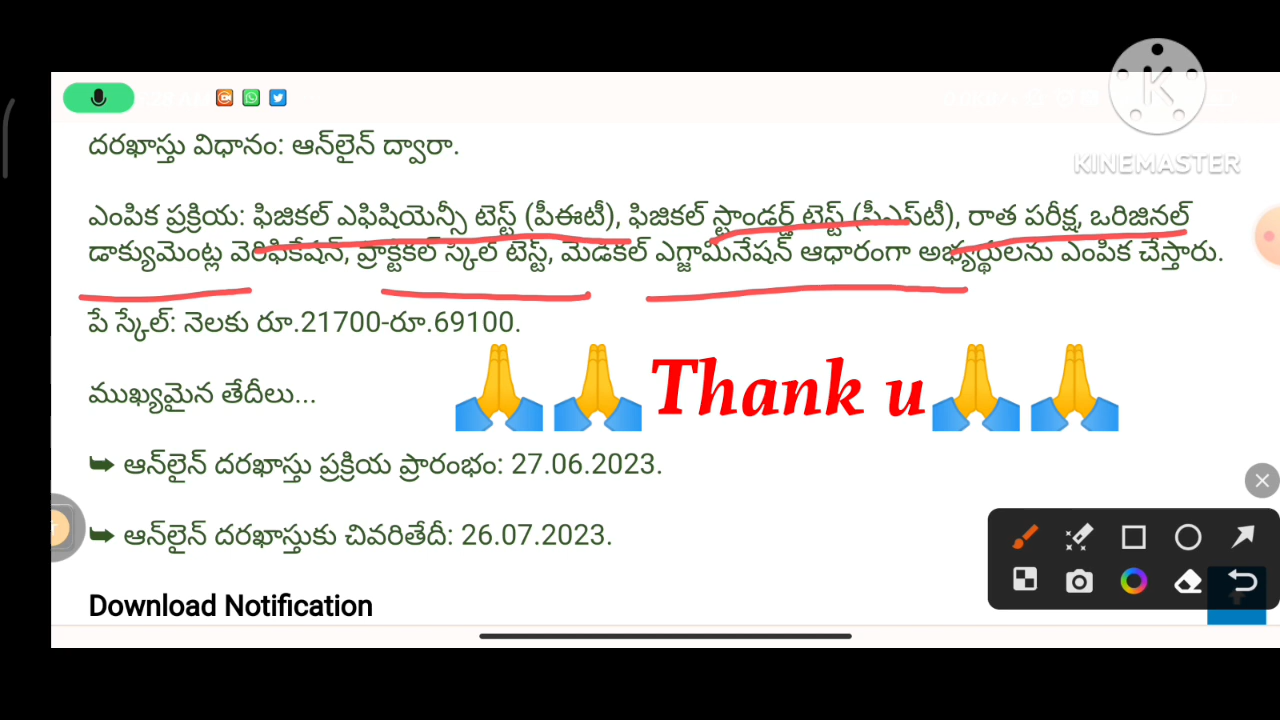 KINEMASTER
దరఖాస్తు విధానం: ఆన్‌లైన్ ద్వారా.
ఎంపిక ప్రక్రియ: ఫిజికల్ ఎఫిషియెన్సీ టెస్ట్ (పీఈటీ), ఫిజికల్ స్టాండర్డ్ టెస్ట్ (పీఎస్‌టీ), రాత పరీక్ష, ఒరిజినల్
డాక్యుమెంట్ల వెరిఫికేషన్, ప్రాక్టికల్ స్కిల్ టెస్ట్, మెడికల్ ఎగ్జామినేషన్ ఆధారంగా అభ్యర్థులను ఎంపిక చేస్తారు.
పే స్కేల్: నెలకు రూ.21700-రూ.69100.
ముఖ్యమైన తేదీలు...
Thank u
➥ ఆన్‌లైన్ దరఖాస్తు ప్రక్రియ ప్రారంభం: 27.06.2023.
➥ ఆన్‌లైన్ దరఖాస్తుకు చివరితేదీ: 26.07.2023.
Download Notification